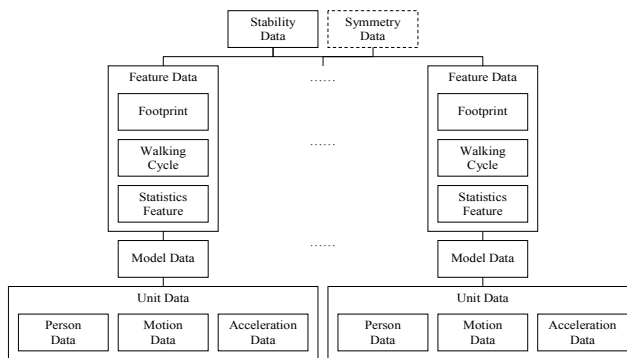 Stability
Data
Symmetry
Data
Feature Data
......
Feature Data
Footprint
Footprint
Walking
Cycle
......
Walking
Cycle
Statistics
Feature
Statistics
Feature
Model Data
......
Model Data
Unit Data
Unit Data
Person
Data
Motion
Data
Acceleration
Data
Person
Data
Motion
Data
Acceleration
Data